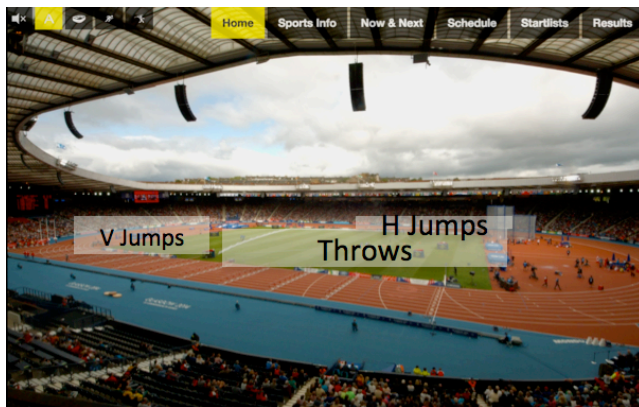 Home Sports Info Now & Next Schedule Startlists Results
H Jumps
V Jumps
Throws